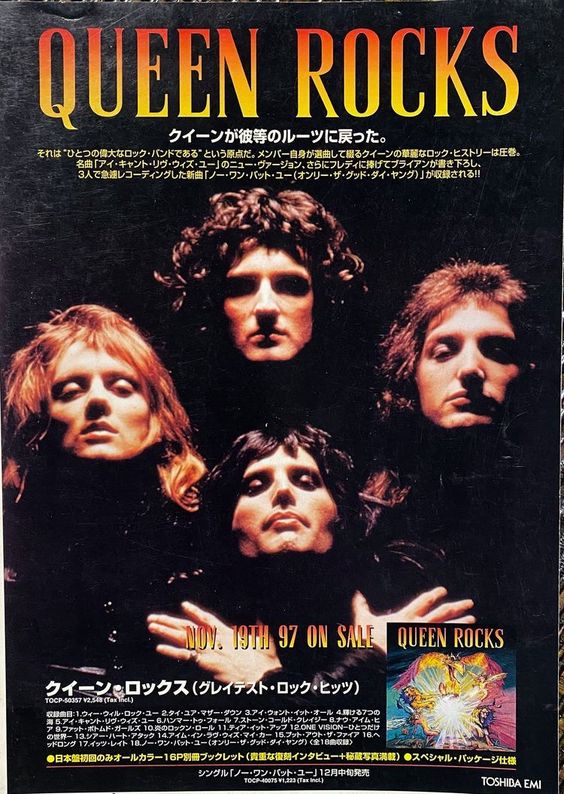 QUEEN ROCKS
クイーンが彼等のルーツに戻った。
それは"ひとつの偉大なロック・バンドである"という原点だ。メンバー自身が選曲して綴るクイーンの華麗なロック・ヒストリーは圧巻。
名曲「アイ・キャント・リヴ・ウィズ・ユー」のニュー・ヴァージョン、さらにフレディに捧げてブライアンが書き下ろし、
3人で急遽レコーディングした新曲「ノー・ワン・バット・ユー(オンリー・ザ・グッド・ダイ・ヤング)」が収録される!!
NOV. 19TH 97 ON SALE
QUEEN ROCKS
クイーン・ロックス(グレイテスト・ロック・ヒッツ)
TOCP-50357 ¥2,548 (Tax Incl.)
収録曲目:1.ウィー・ウィル・ロック・ユー 2.タイ・ユア・マザー・ダウン 3.アイ・ウォント・イット・オール 4.輝ける7つの
海 5.アイ・キャント・リヴ・ウィズ・ユー 6.ハンマー・トゥ・フォール 7.ストーン・コールド・クレイジー 8.ナウ・アイム・ヒ
ア 9.ファット・ボトムド・ガールズ 10.炎のロックン・ロール 11.ティア・イット・アップ 12.ONE VISION−ひとつだけ
の世界− 13.シアー・ハート・アタック 14.アイム・イン・ラヴ・ウィズ・マイ・カー 15.プット・アウト・ザ・ファイア 16.ヘ
ッドロング 17.イッツ・レイト 18.ノー・ワン・バット・ユー(オンリー・ザ・グッド・ダイ・ヤング)(全18曲収録)
●日本盤初回のみオールカラー16P別冊ブックレット(貴重な復刻インタビュー+秘蔵写真満載) ●スペシャル・パッケージ仕様
シングル「ノー・ワン・バット・ユー」12月中旬発売
TOCP-40075 ¥1,223 (Tax Incl.)
TOSHIBA EMI